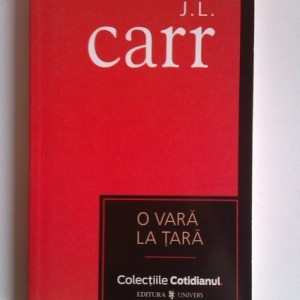 J.L.
carr
O VARĂ
LA ȚARĂ
Colecțiile Cotidianul
EDITURA UNIVERS